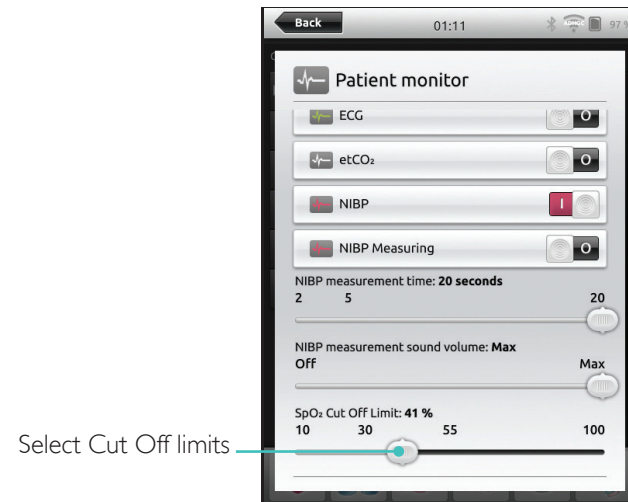 Back 01:11 97 %
Patient monitor
ECG O
etCO₂ O
NIBP I
NIBP Measuring O
NIBP measurement time: 20 seconds
2 5 20
NIBP measurement sound volume: Max
Off Max
SpO₂ Cut Off Limit: 41 %
10 30 55 100
Select Cut Off limits